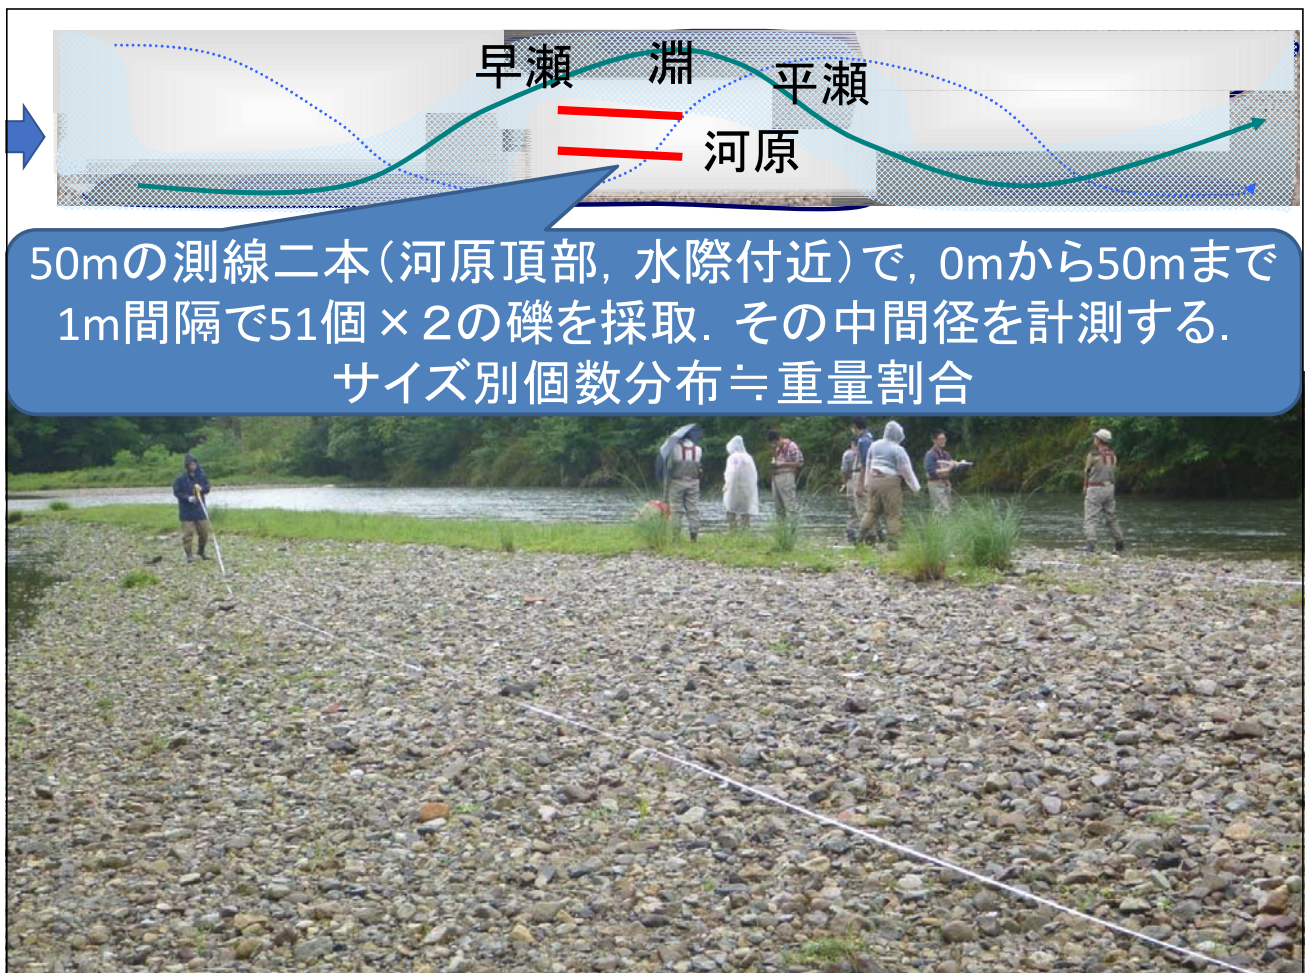 早瀬 淵 平瀬
河原
50mの測線二本（河原頂部，水際付近）で，0mから50mまで
1m間隔で51個×２の礫を採取．その中間径を計測する．
サイズ別個数分布≒重量割合